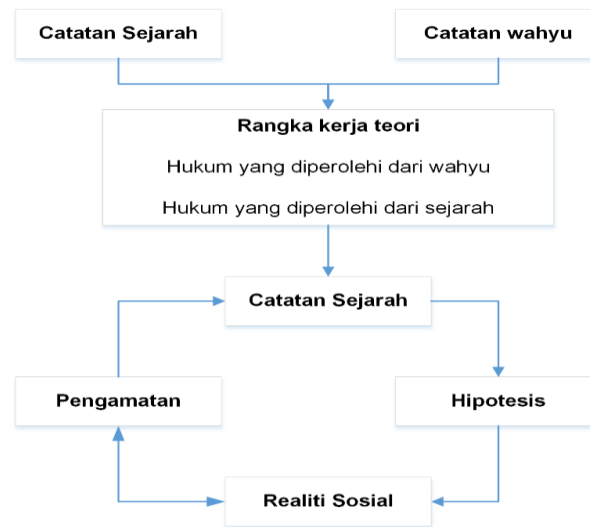 Catatan Sejarah
Catatan wahyu
Rangka kerja teori
Hukum yang diperolehi dari wahyu
Hukum yang diperolehi dari sejarah
Catatan Sejarah
Pengamatan
Hipotesis
Realiti Sosial